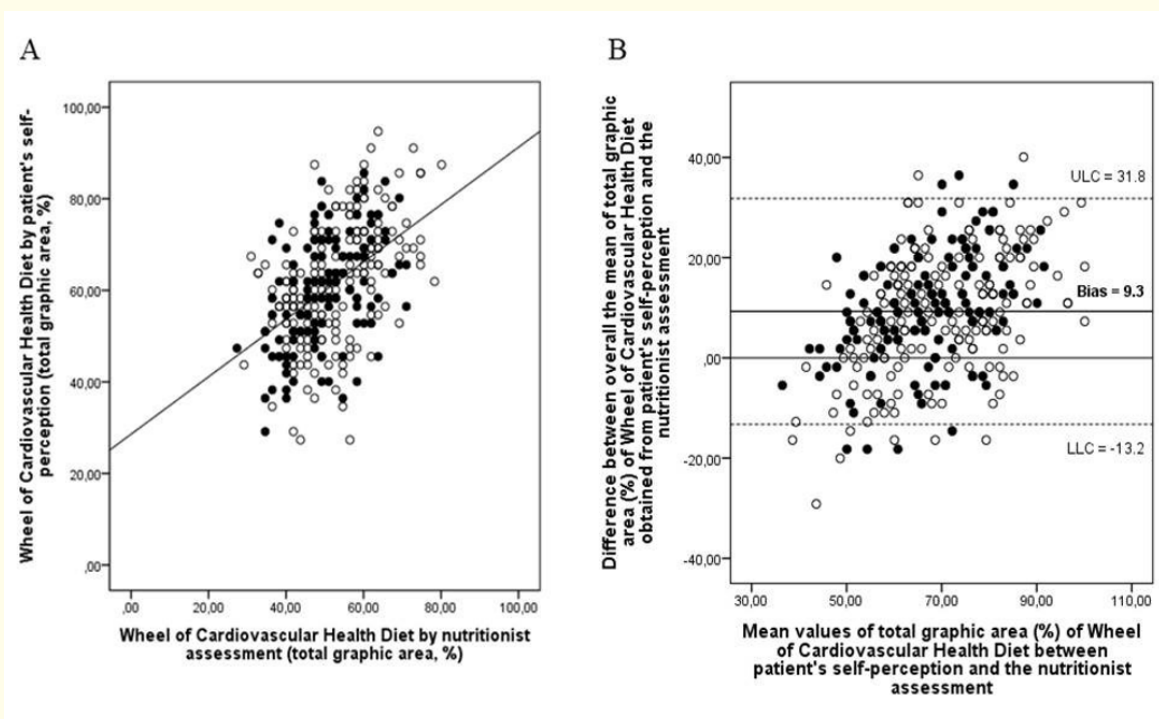 A
Wheel of Cardiovascular Health Diet by patient's self-
perception (total graphic area, %)
100,00
80,00
60,00
40,00
20,00
,00
,00 20,00 40,00 60,00 80,00 100,00
Wheel of Cardiovascular Health Diet by nutritionist
assessment (total graphic area, %)
B
Difference between overall the mean of total graphic
area (%) of Wheel of Cardiovascular Health Diet
obtained from patient's self-perception and the
nutritionist assessment
40,00
20,00
,00
-20,00
-40,00
ULC = 31.8
Bias = 9.3
LLC = -13.2
30,00 50,00 70,00 90,00 110,00
Mean values of total graphic area (%) of Wheel
of Cardiovascular Health Diet between
patient's self-perception and the nutritionist
assessment